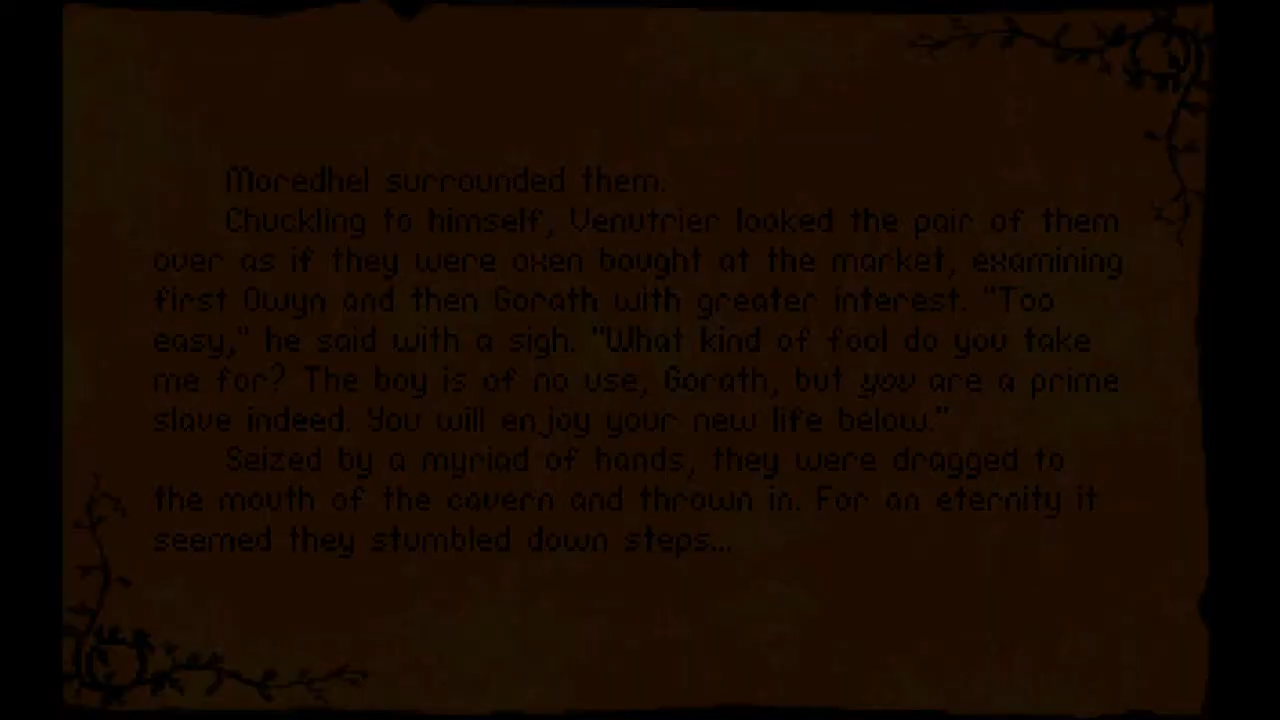 Moredhel surrounded them.
Chuckling to himself, Venutrier looked the pair of them
over as if they were oxen bought at the market, examining
first Owyn and then Gorath with greater interest. "Too
easy," he said with a sigh. "What kind of fool do you take
me for? The boy is of no use, Gorath, but you are a prime
slave indeed. You will enjoy your new life below."
Seized by a myriad of hands, they were dragged to
the mouth of the cavern and thrown in. For an eternity it
seemed they stumbled down steps...